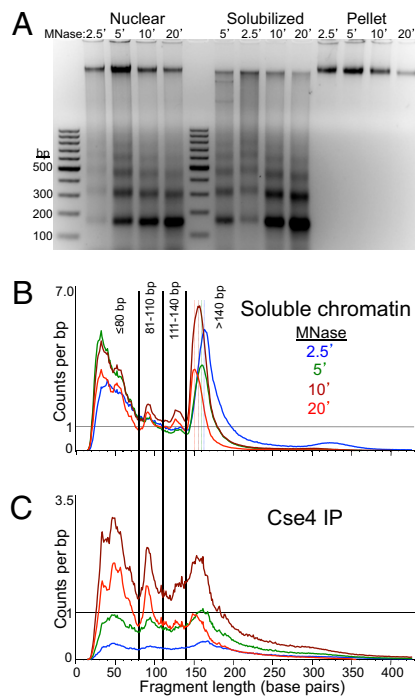 A
Nuclear Solubilized Pellet
MNase: 2.5' 5' 10' 20' 5' 2.5' 10' 20' 2.5' 5' 10' 20'
bp
500
300
200
100
B
7.0
≤80 bp
81-110 bp
111-140 bp
>140 bp
Soluble chromatin
MNase
2.5'
5'
10'
20'
Counts per bp
1
0
C
3.5
Cse4 IP
Counts per bp
1
0
0 50 100 150 200 250 300 350 400
Fragment length (base pairs)